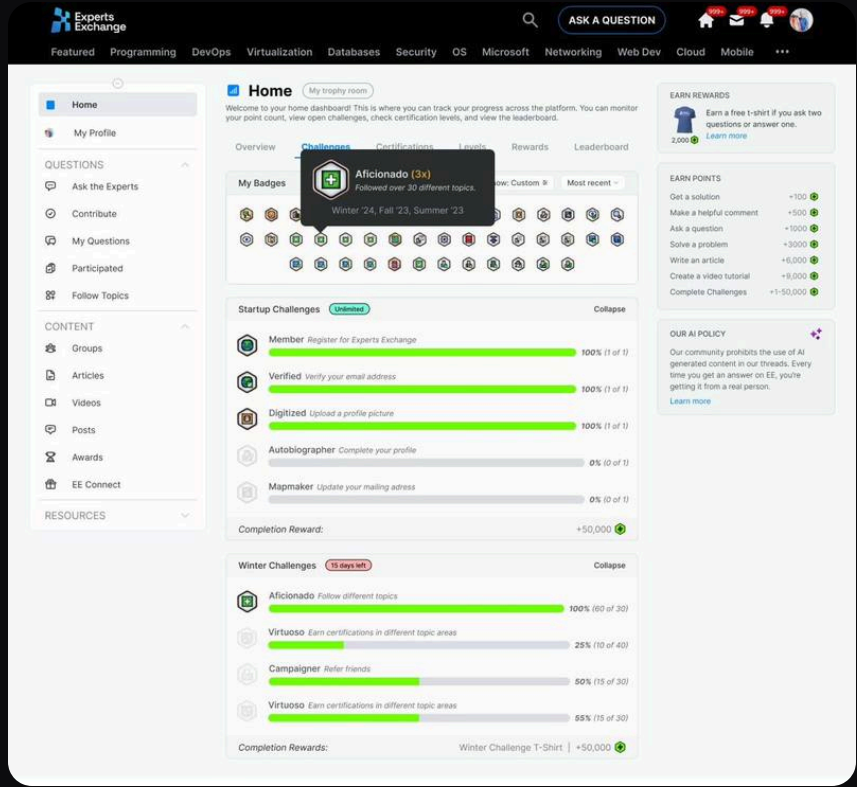 Experts
Exchange
ASK A QUESTION
999+
999+
999+
Featured Programming DevOps Virtualization Databases Security OS Microsoft Networking Web Dev Cloud Mobile
Home
My Profile
QUESTIONS
Ask the Experts
Contribute
My Questions
Participated
Follow Topics
CONTENT
Groups
Articles
Videos
Posts
Awards
EE Connect
RESOURCES
Home
My trophy room
Welcome to your home dashboard! This is where you can track your progress across the platform. You can monitor
your point count, view open challenges, check certification levels, and view the leaderboard.
Overview Challenges Certifications Levels Rewards Leaderboard
My Badges
Custom
Most recent
Aficionado (3x)
Followed over 30 different topics.
Winter '24, Fall '23, Summer '23
Startup Challenges Unlimited Collapse
Member Register for Experts Exchange
100% (1 of 1)
Verified Verify your email address
100% (1 of 1)
Digitized Upload a profile picture
100% (1 of 1)
Autobiographer Complete your profile
0% (0 of 1)
Mapmaker Update your mailing adress
0% (0 of 1)
Completion Reward: +50,000
Winter Challenges 15 days left Collapse
Aficionado Follow different topics
100% (60 of 30)
Virtuoso Earn certifications in different topic areas
25% (10 of 40)
Campaigner Refer friends
50% (15 of 30)
Virtuoso Earn certifications in different topic areas
55% (15 of 30)
Completion Rewards: Winter Challenge T-Shirt | +50,000
EARN REWARDS
Earn a free t-shirt if you ask two
questions or answer one.
2,000
Learn more
EARN POINTS
Get a solution +100
Make a helpful comment +500
Ask a question +1000
Solve a problem +3000
Write an article +6,000
Create a video tutorial +9,000
Complete Challenges +1-50,000
OUR AI POLICY
Our community prohibits the use of AI
generated content in our threads. Every
time you get an answer on EE, you're
getting it from a real person.
Learn more